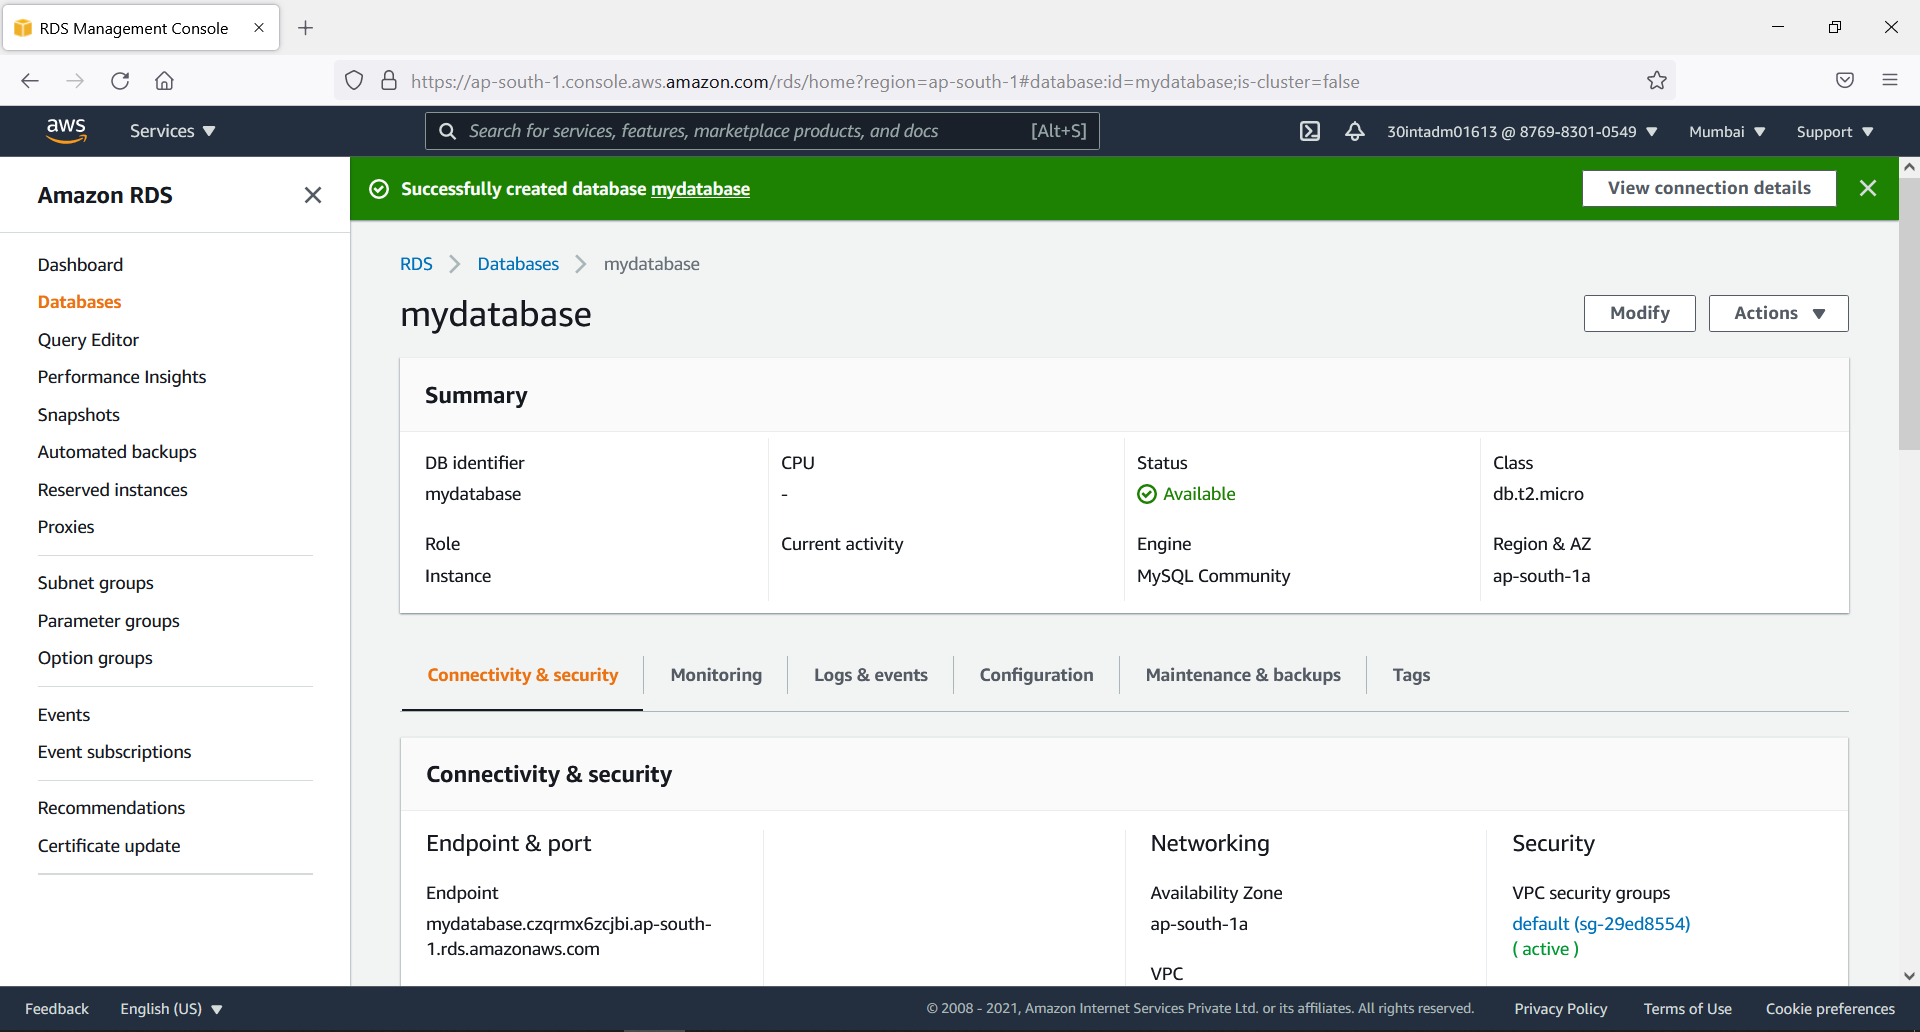 RDS Management Console
https://ap-south-1.console.aws.amazon.com/rds/home?region=ap-south-1#database:id=mydatabase;is-cluster=false
aws
Services
Search for services, features, marketplace products, and docs [Alt+S]
30intadm01613 @ 8769-8301-0549
Mumbai
Support
Amazon RDS
Dashboard
Databases
Query Editor
Performance Insights
Snapshots
Automated backups
Reserved instances
Proxies
Subnet groups
Parameter groups
Option groups
Events
Event subscriptions
Recommendations
Certificate update
Successfully created database mydatabase
View connection details
RDS > Databases > mydatabase
mydatabase
Modify
Actions
Summary
DB identifier
mydatabase
CPU
-
Status
Available
Class
db.t2.micro
Role
Instance
Current activity
Engine
MySQL Community
Region & AZ
ap-south-1a
Connectivity & security
Monitoring
Logs & events
Configuration
Maintenance & backups
Tags
Connectivity & security
Endpoint & port
Endpoint
mydatabase.czqrmx6zcjbi.ap-south-
1.rds.amazonaws.com
Networking
Availability Zone
ap-south-1a
VPC
Security
VPC security groups
default (sg-29ed8554)
( active )
Feedback
English (US)
© 2008 - 2021, Amazon Internet Services Private Ltd. or its affiliates. All rights reserved.
Privacy Policy
Terms of Use
Cookie preferences